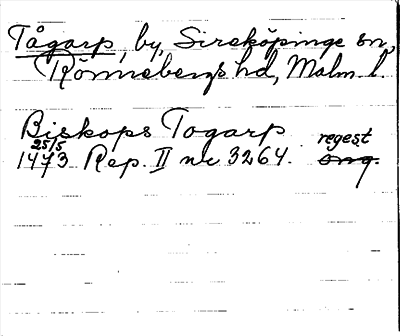 Tågarp, by, Sireköpinge sn,
Rönnebergs hd, Malm. l.
Biskops Togarp
25/5
1473 Rep. II nr 3264. regest
orig.